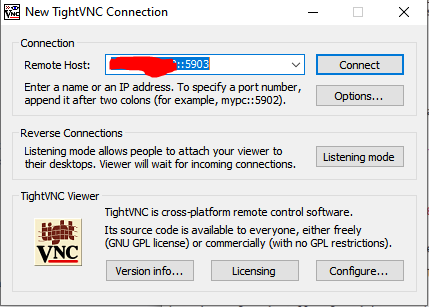 New TightVNC Connection
Connection
Remote Host:
::5903
Connect
Enter a name or an IP address. To specify a port number,
append it after two colons (for example, mypc::5902).
Options...
Reverse Connections
Listening mode allows people to attach your viewer to
their desktops. Viewer will wait for incoming connections.
Listening mode
TightVNC Viewer
tight
VNC
TightVNC is cross-platform remote control software.
Its source code is available to everyone, either freely
(GNU GPL license) or commercially (with no GPL restrictions).
Version info...
Licensing
Configure...